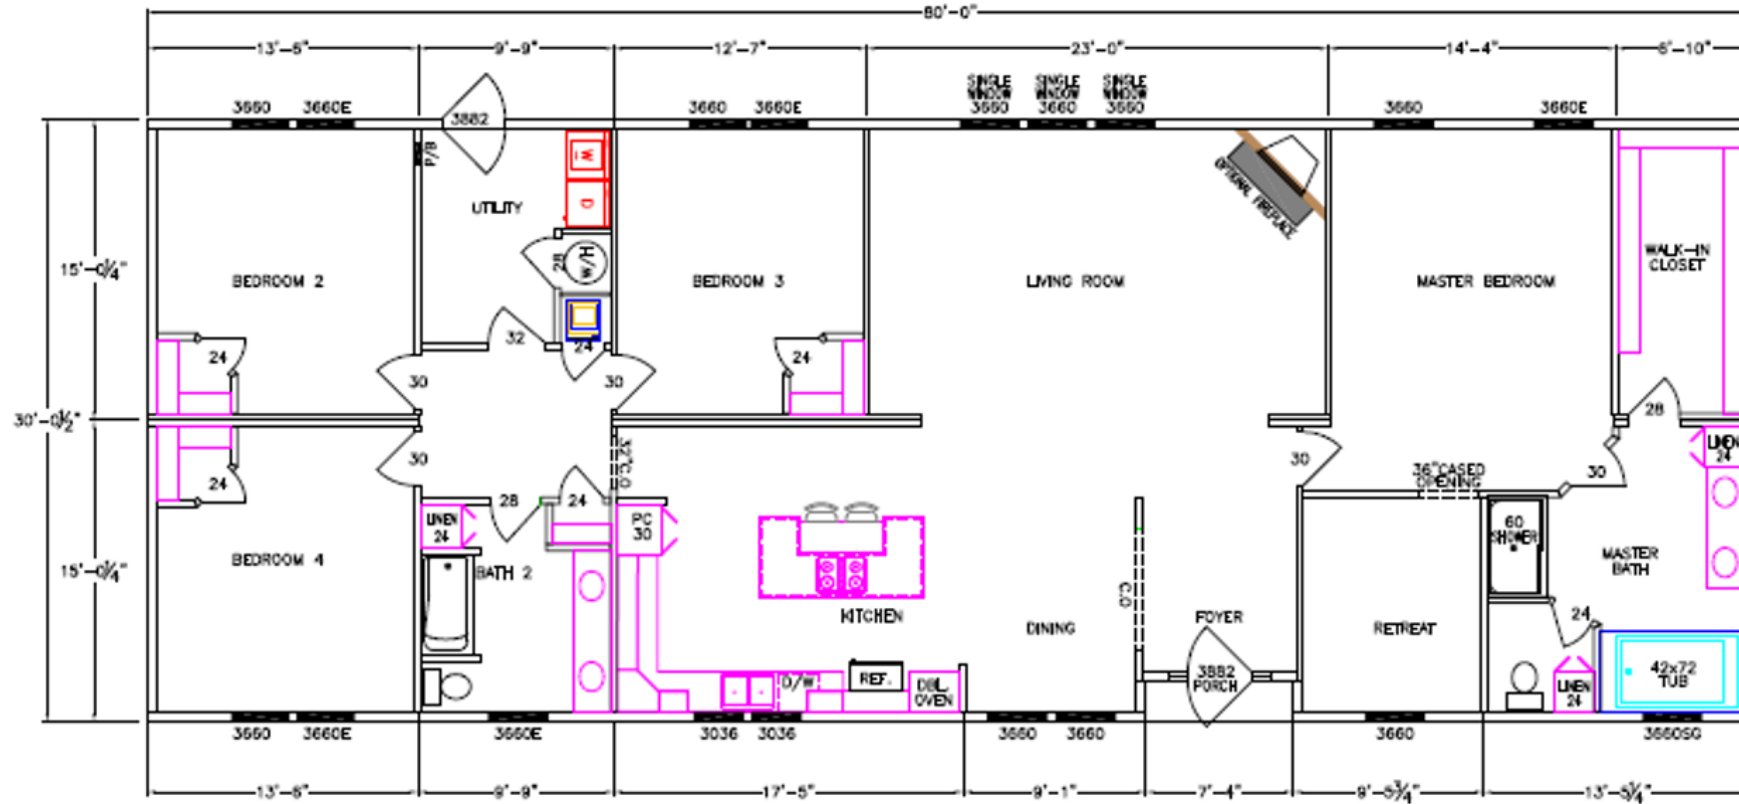 80'-0"
13'-6"
9'-9"
12'-7"
23'-0"
14'-4"
6'-10"
SINGLE
WINDOW
3660
SINGLE
WINDOW
3660
SINGLE
WINDOW
3660
3660
3660E
3660
3660E
3660
3660E
3882
P/B
W
D
UTILITY
OPTIONAL FIREPLACE
WALK-IN
CLOSET
28
H/W
15'-0¼"
BEDROOM 2
BEDROOM 3
LIVING ROOM
MASTER BEDROOM
32
24
24
24
30
30
28
30'-0½"
30
32"C.O
30
36"CASED
OPENING
30
LINEN
24
24
28
24
LINEN
24
PC
30
60
SHOWER
MASTER
BATH
BEDROOM 4
15'-0¼"
BATH 2
KITCHEN
C.O
DINING
FOYER
RETREAT
24
3882
PORCH
D/W
REF.
DBL.
OVEN
LINEN
24
42x72
TUB
3660
3660E
3660E
3036
3036
3660
3660
3660
3660SG
13'-6"
9'-9"
17'-5"
9'-1"
7'-4"
9'-5¾"
13'-5¼"